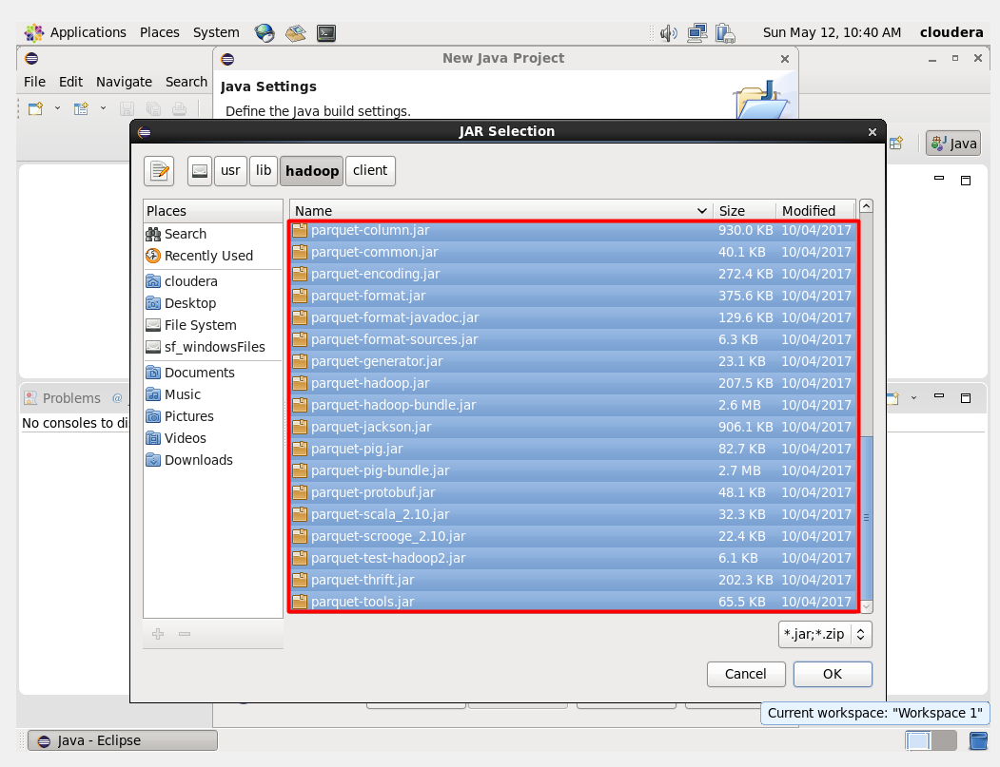 Applications Places System Sun May 12, 10:40 AM cloudera
New Java Project
File Edit Navigate Search
Java Settings
Define the Java build settings.
JAR Selection
Java
usr lib hadoop client
Places
Name Size Modified
Search
Recently Used
cloudera
Desktop
File System
sf_windowsFiles
Documents
Music
Pictures
Videos
Downloads
parquet-column.jar 930.0 KB 10/04/2017
parquet-common.jar 40.1 KB 10/04/2017
parquet-encoding.jar 272.4 KB 10/04/2017
parquet-format.jar 375.6 KB 10/04/2017
parquet-format-javadoc.jar 129.6 KB 10/04/2017
parquet-format-sources.jar 6.3 KB 10/04/2017
parquet-generator.jar 23.1 KB 10/04/2017
parquet-hadoop.jar 207.5 KB 10/04/2017
parquet-hadoop-bundle.jar 2.6 MB 10/04/2017
parquet-jackson.jar 906.1 KB 10/04/2017
parquet-pig.jar 82.7 KB 10/04/2017
parquet-pig-bundle.jar 2.7 MB 10/04/2017
parquet-protobuf.jar 48.1 KB 10/04/2017
parquet-scala_2.10.jar 32.3 KB 10/04/2017
parquet-scrooge_2.10.jar 22.4 KB 10/04/2017
parquet-test-hadoop2.jar 6.1 KB 10/04/2017
parquet-thrift.jar 202.3 KB 10/04/2017
parquet-tools.jar 65.5 KB 10/04/2017
Problems @
No consoles to di
*.jar;*.zip
Cancel OK
Current workspace: "Workspace 1"
Java - Eclipse